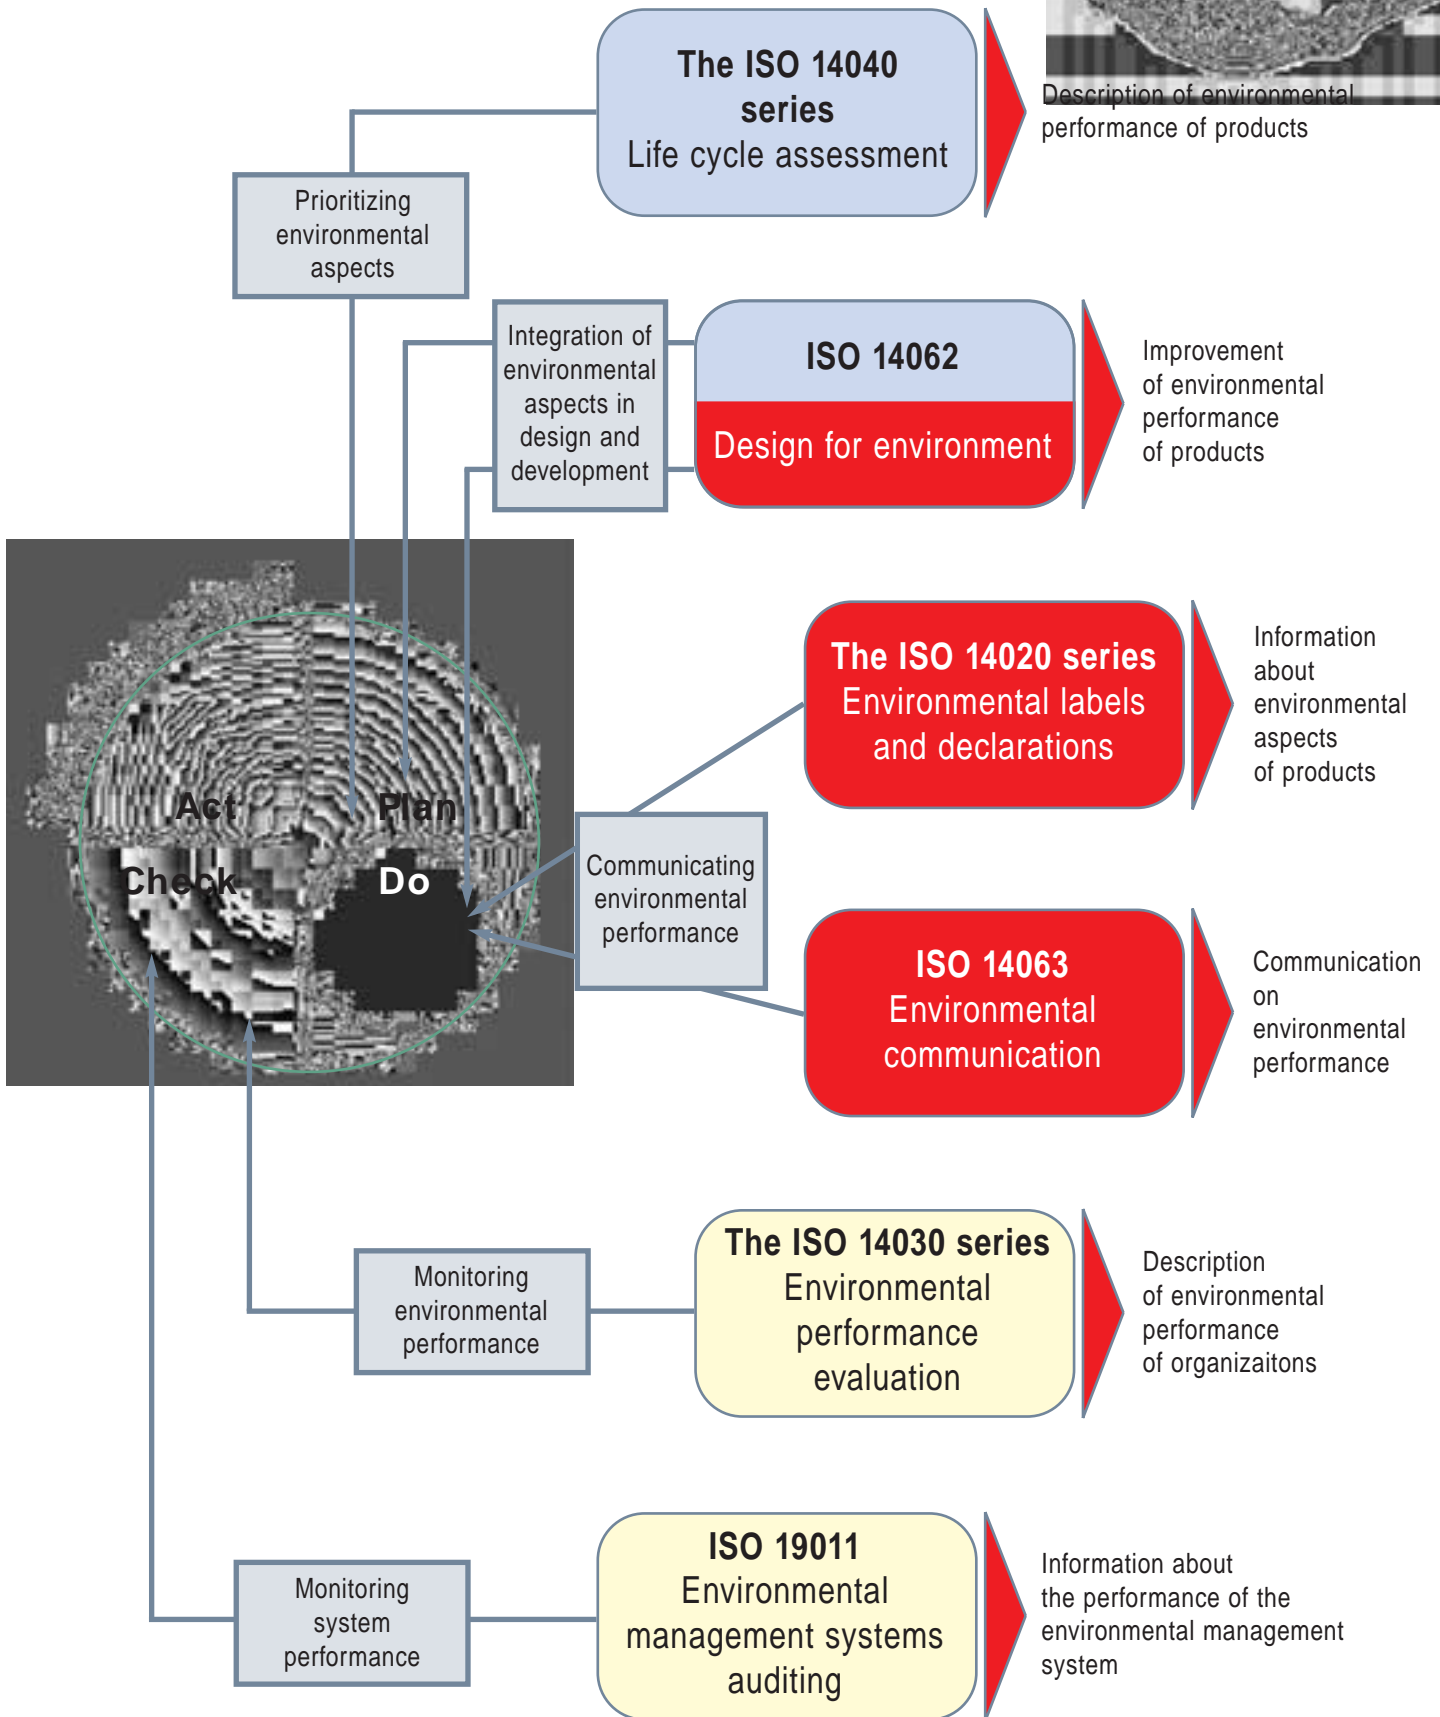 The ISO 14040
series
Life cycle assessment
Description of environmental
performance of products
Prioritizing
environmental
aspects
Integration of
environmental
aspects in
design and
development
ISO 14062
Design for environment
Improvement
of environmental
performance
of products
The ISO 14020 series
Environmental labels
and declarations
Information
about
environmental
aspects
of products
Act
Plan
Check
Do
Communicating
environmental
performance
ISO 14063
Environmental
communication
Communication
on
environmental
performance
The ISO 14030 series
Environmental
performance
evaluation
Monitoring
environmental
performance
Description
of environmental
performance
of organizaitons
ISO 19011
Environmental
management systems
auditing
Monitoring
system
performance
Information about
the performance of the
environmental management
system